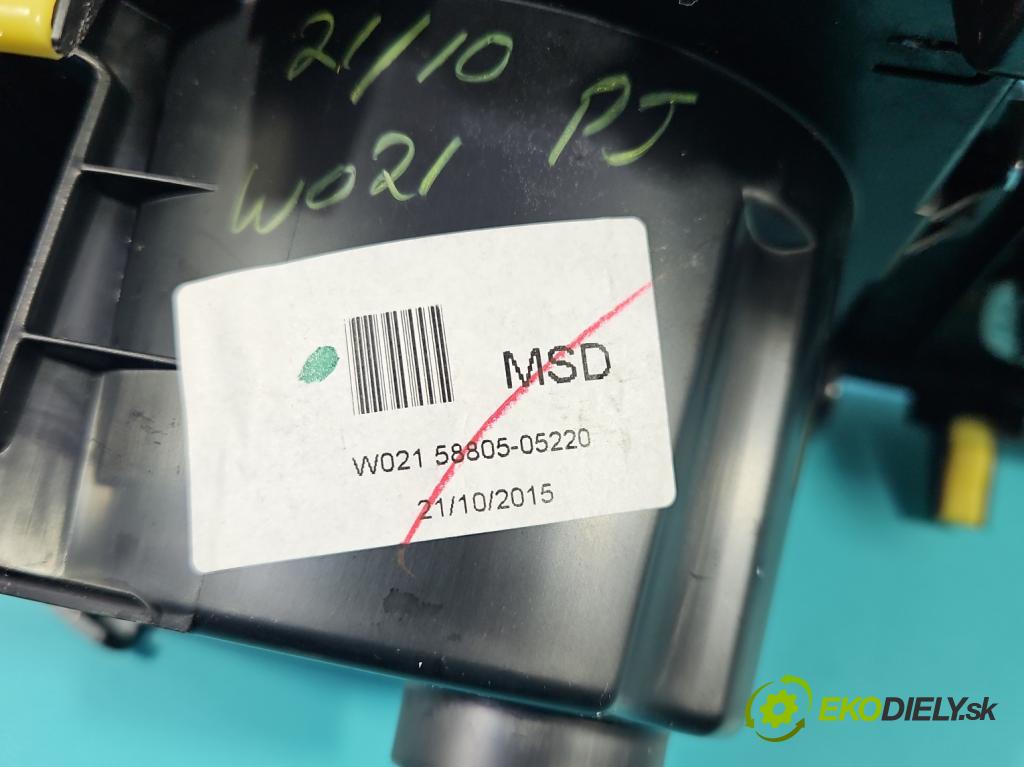 21/10
PJ
W021
MSD
W021 58805-05220
21/10/2015
EKODIELY.sk